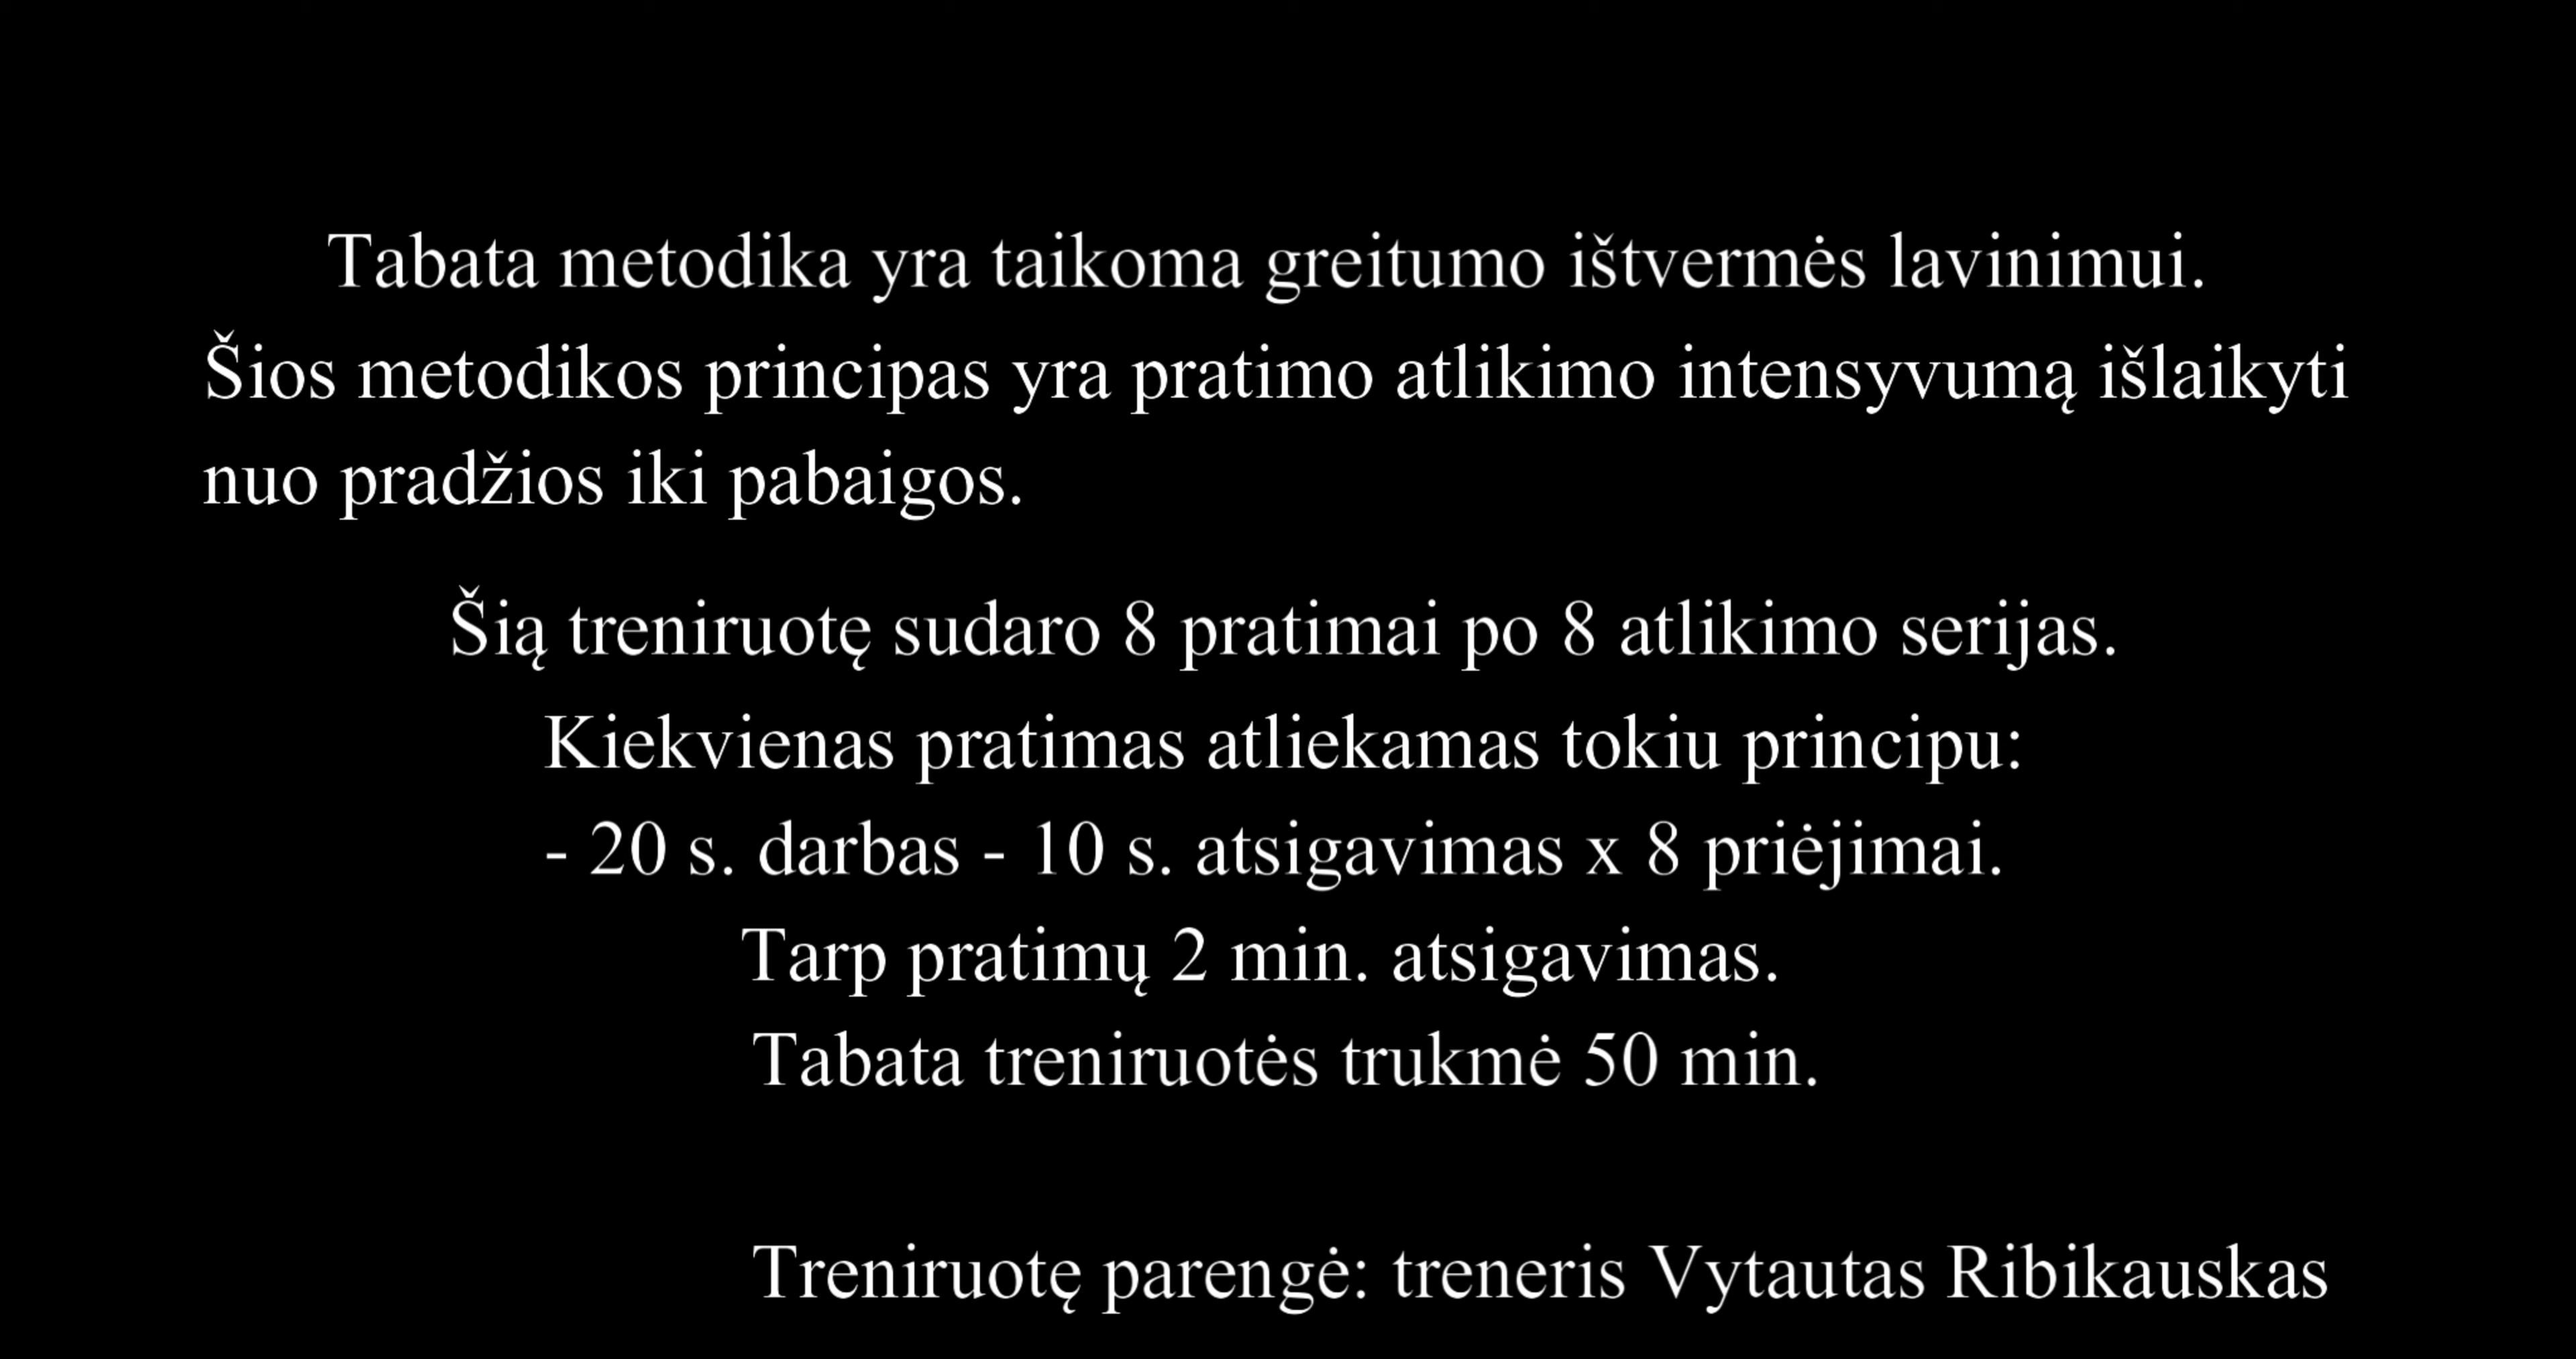 Tabata metodika yra taikoma greitumo ištvermės lavinimui.
Šios metodikos principas yra pratimo atlikimo intensyvumą išlaikyti
nuo pradžios iki pabaigos.
Šią treniruotę sudaro 8 pratimai po 8 atlikimo serijas.
Kiekvienas pratimas atliekamas tokiu principu:
- 20 s. darbas - 10 s. atsigavimas x 8 priėjimai.
Tarp pratimų 2 min. atsigavimas.
Tabata treniruotės trukmė 50 min.
Treniruotę parengė: treneris Vytautas Ribikauskas